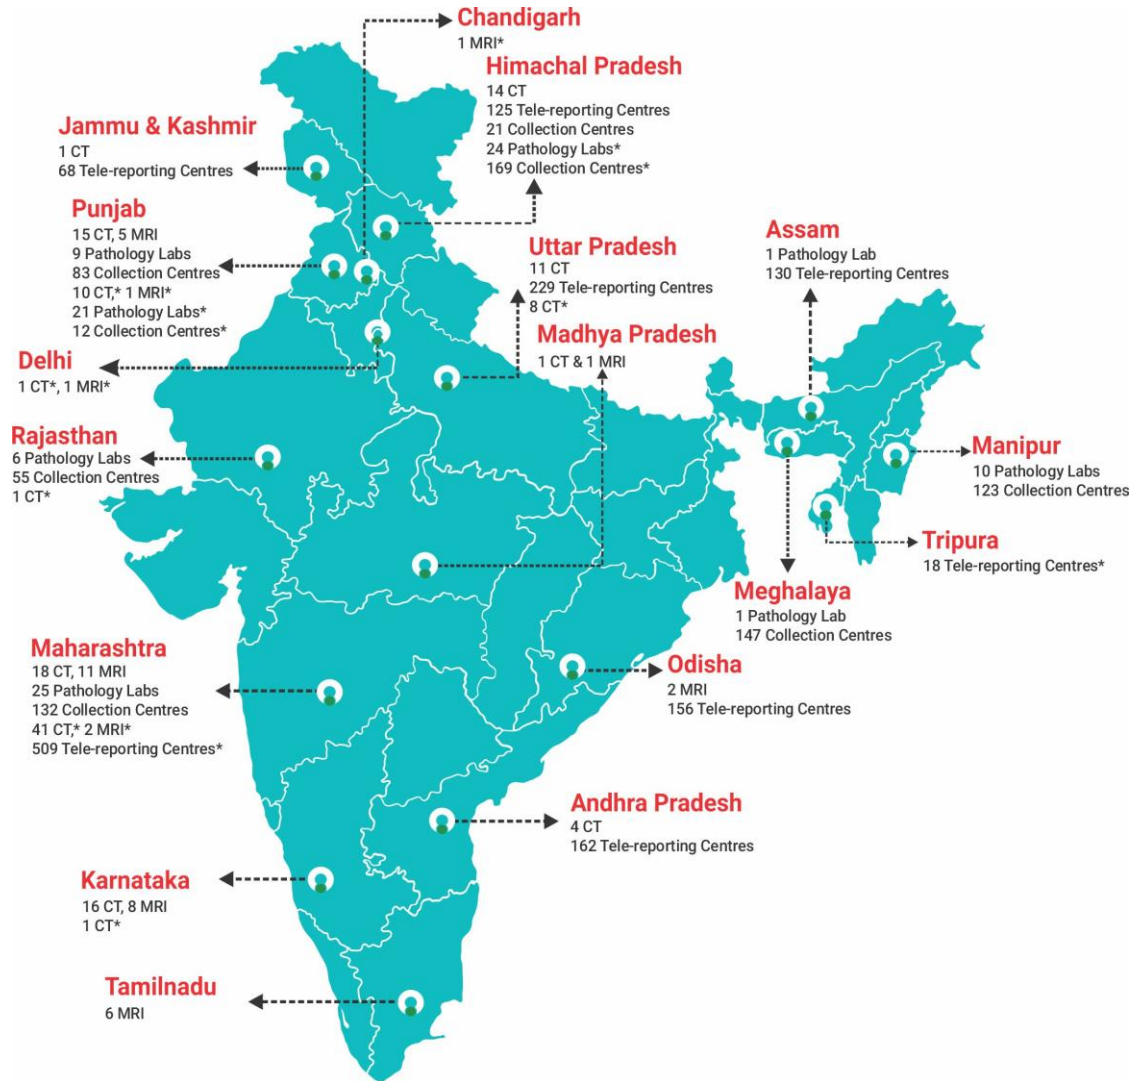 Chandigarh
1 MRI*
Himachal Pradesh
14 CT
125 Tele-reporting Centres
21 Collection Centres
24 Pathology Labs*
169 Collection Centres*
Jammu & Kashmir
1 CT
68 Tele-reporting Centres
Punjab
15 CT, 5 MRI
9 Pathology Labs
83 Collection Centres
10 CT,* 1 MRI*
21 Pathology Labs*
12 Collection Centres*
Uttar Pradesh
11 CT
229 Tele-reporting Centres
8 CT*
Assam
1 Pathology Lab
130 Tele-reporting Centres
Madhya Pradesh
1 CT & 1 MRI
Delhi
1 CT*, 1 MRI*
Rajasthan
6 Pathology Labs
55 Collection Centres
1 CT*
Manipur
10 Pathology Labs
123 Collection Centres
Tripura
18 Tele-reporting Centres*
Meghalaya
1 Pathology Lab
147 Collection Centres
Maharashtra
18 CT, 11 MRI
25 Pathology Labs
132 Collection Centres
41 CT,* 2 MRI*
509 Tele-reporting Centres*
Odisha
2 MRI
156 Tele-reporting Centres
Andhra Pradesh
4 CT
162 Tele-reporting Centres
Karnataka
16 CT, 8 MRI
1 CT*
Tamilnadu
6 MRI